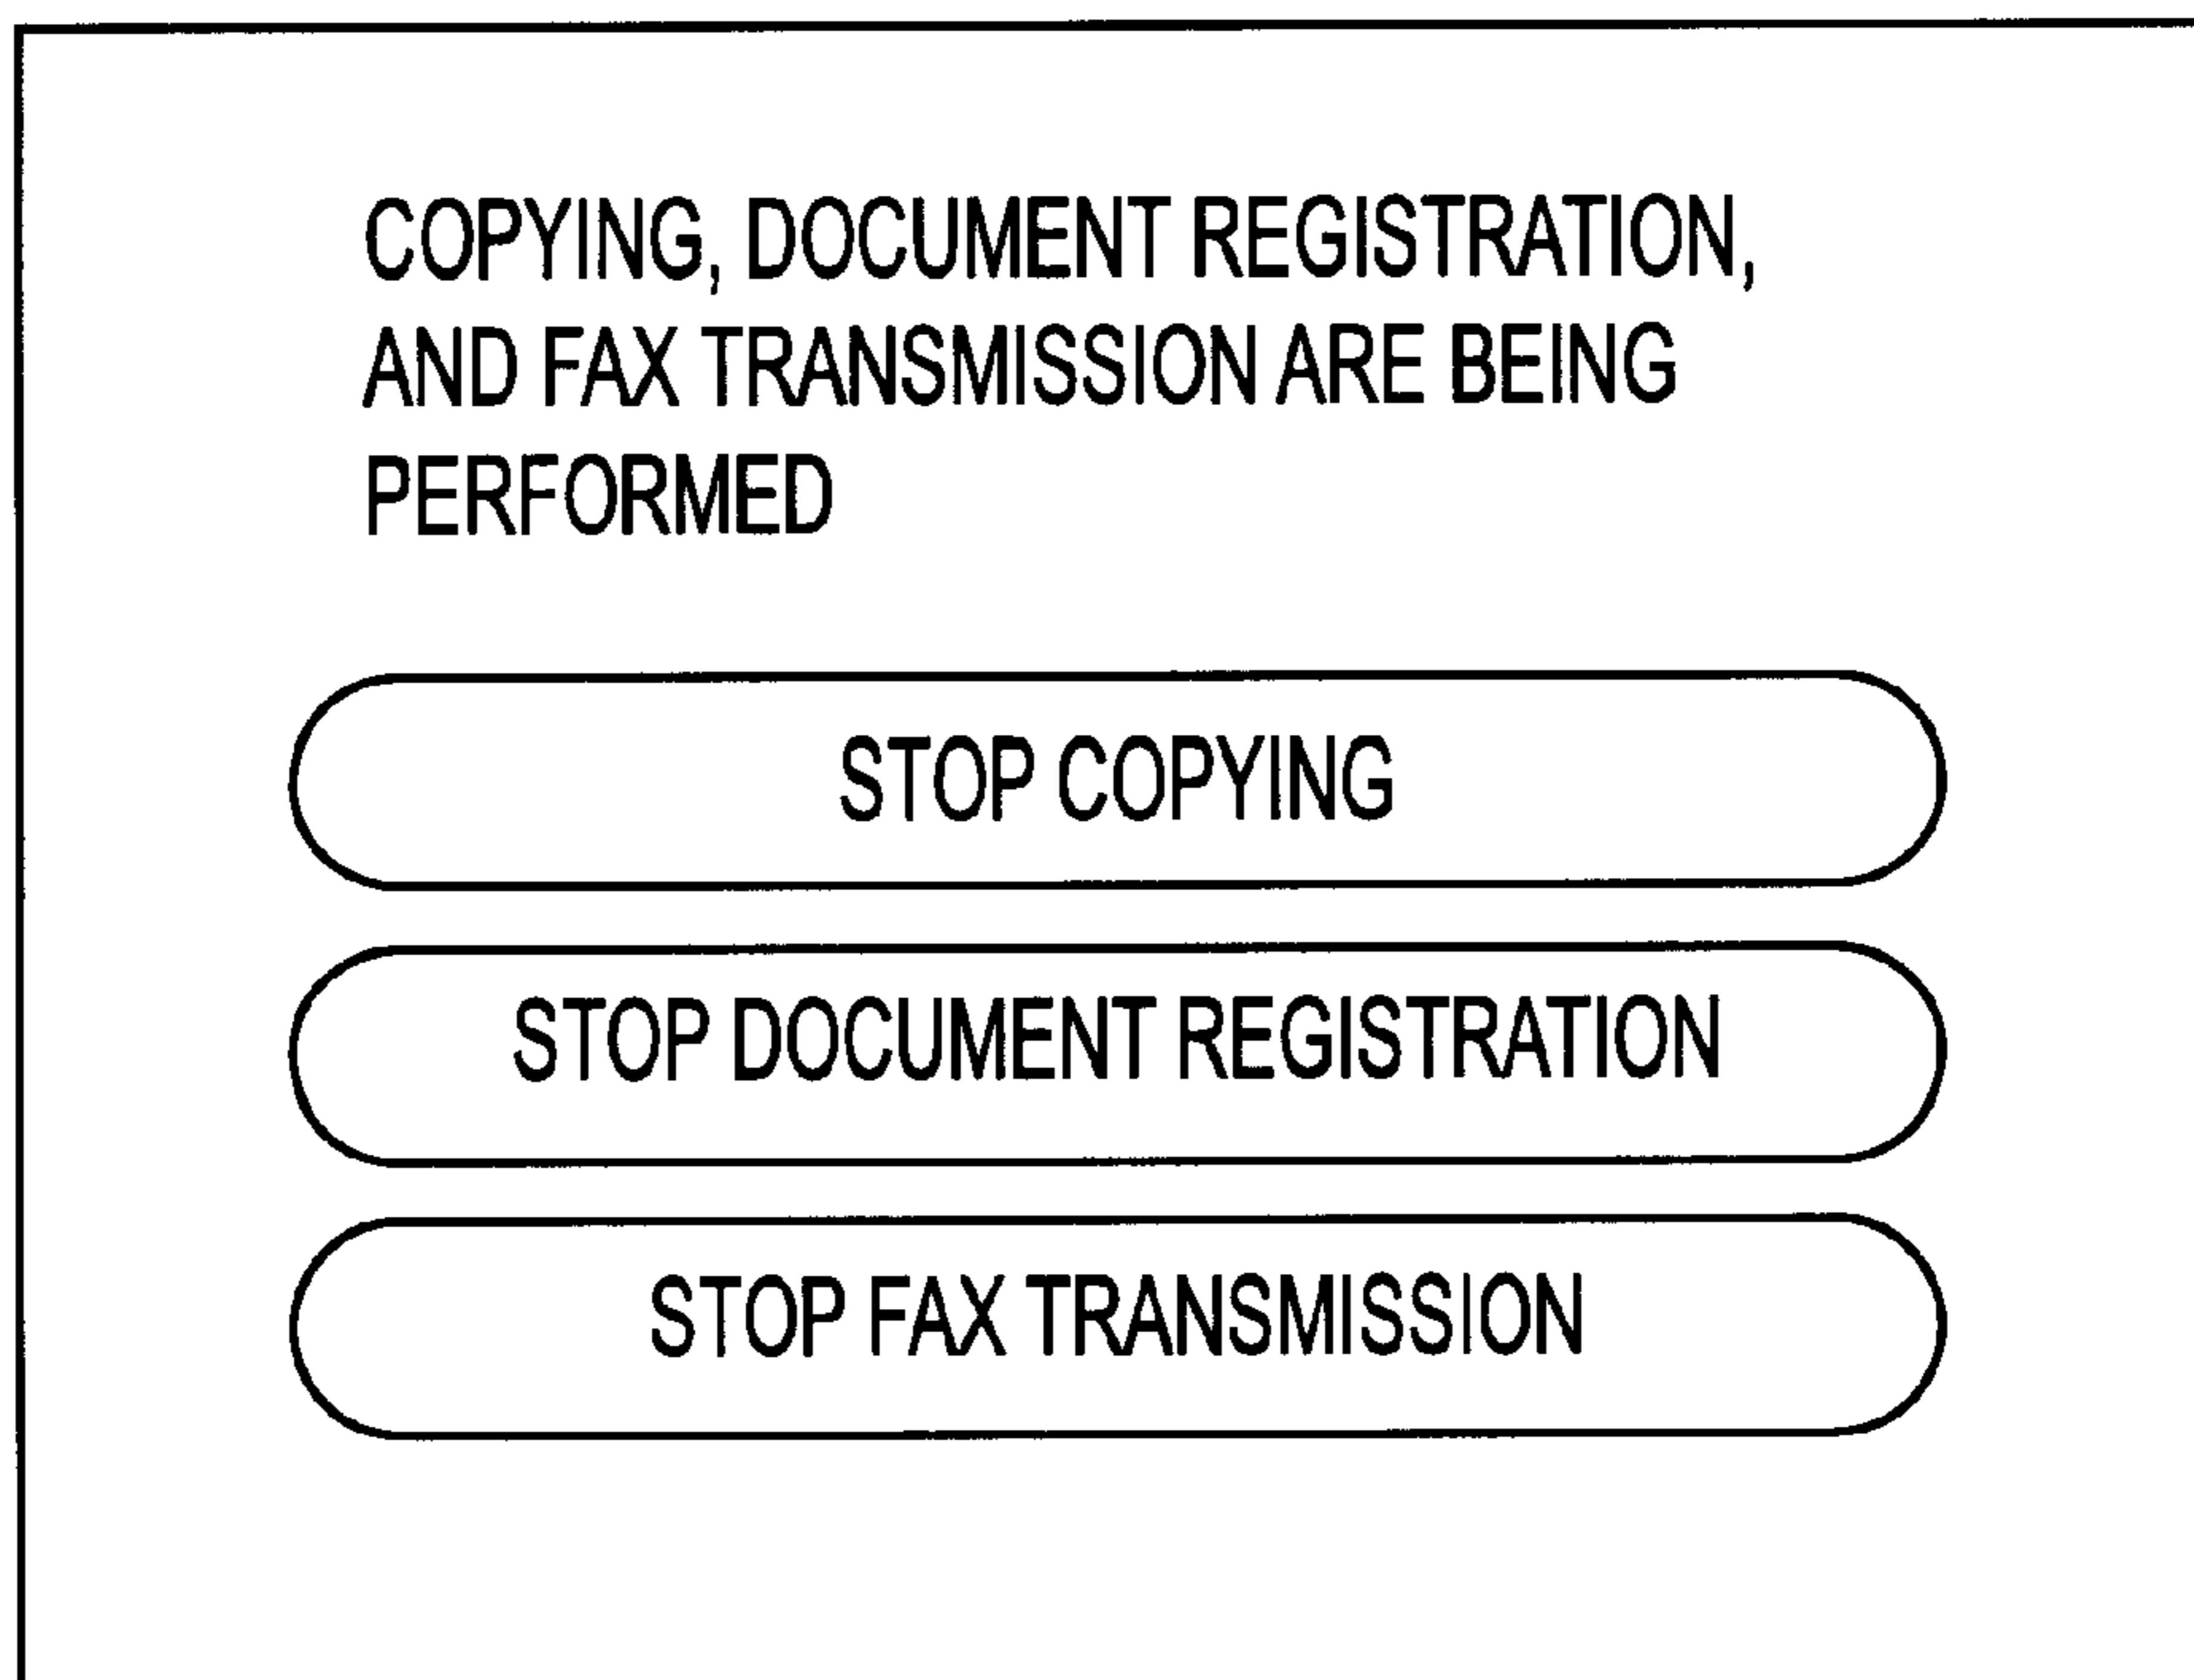 COPYING, DOCUMENT REGISTRATION,
AND FAX TRANSMISSION ARE BEING
PERFORMED
STOP COPYING
STOP DOCUMENT REGISTRATION
STOP FAX TRANSMISSION